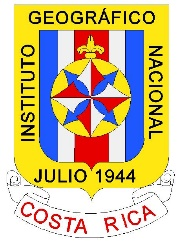 INSTITUTO
GEOGRÁFICO
NACIONAL
JULIO 1944
COSTA RICA